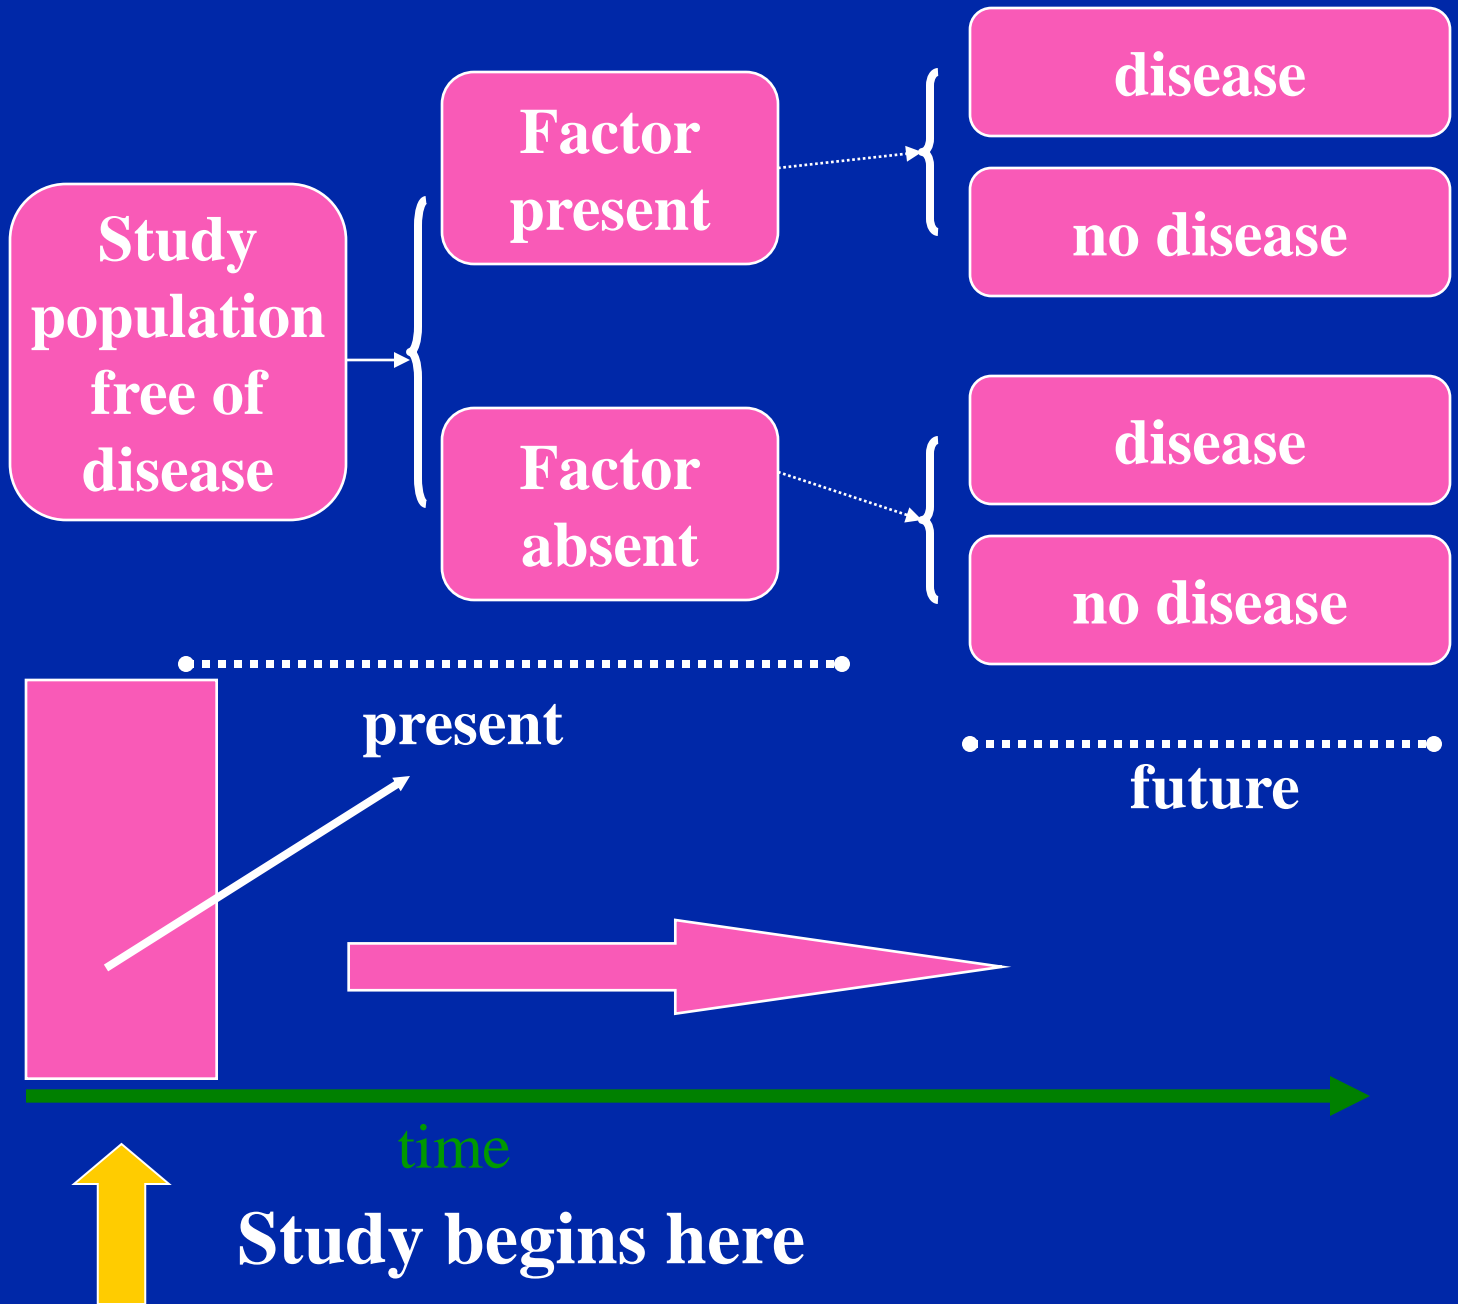 Study
population
free of
disease
Factor
present
Factor
absent
disease
no disease
disease
no disease
present
future
time
Study begins here